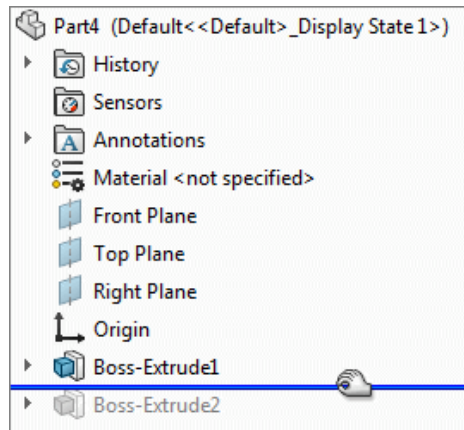 Part4 (Default<<Default>_Display State 1>)
History
Sensors
A Annotations
Material <not specified>
Front Plane
Top Plane
Right Plane
Origin
Boss-Extrude1
Boss-Extrude2